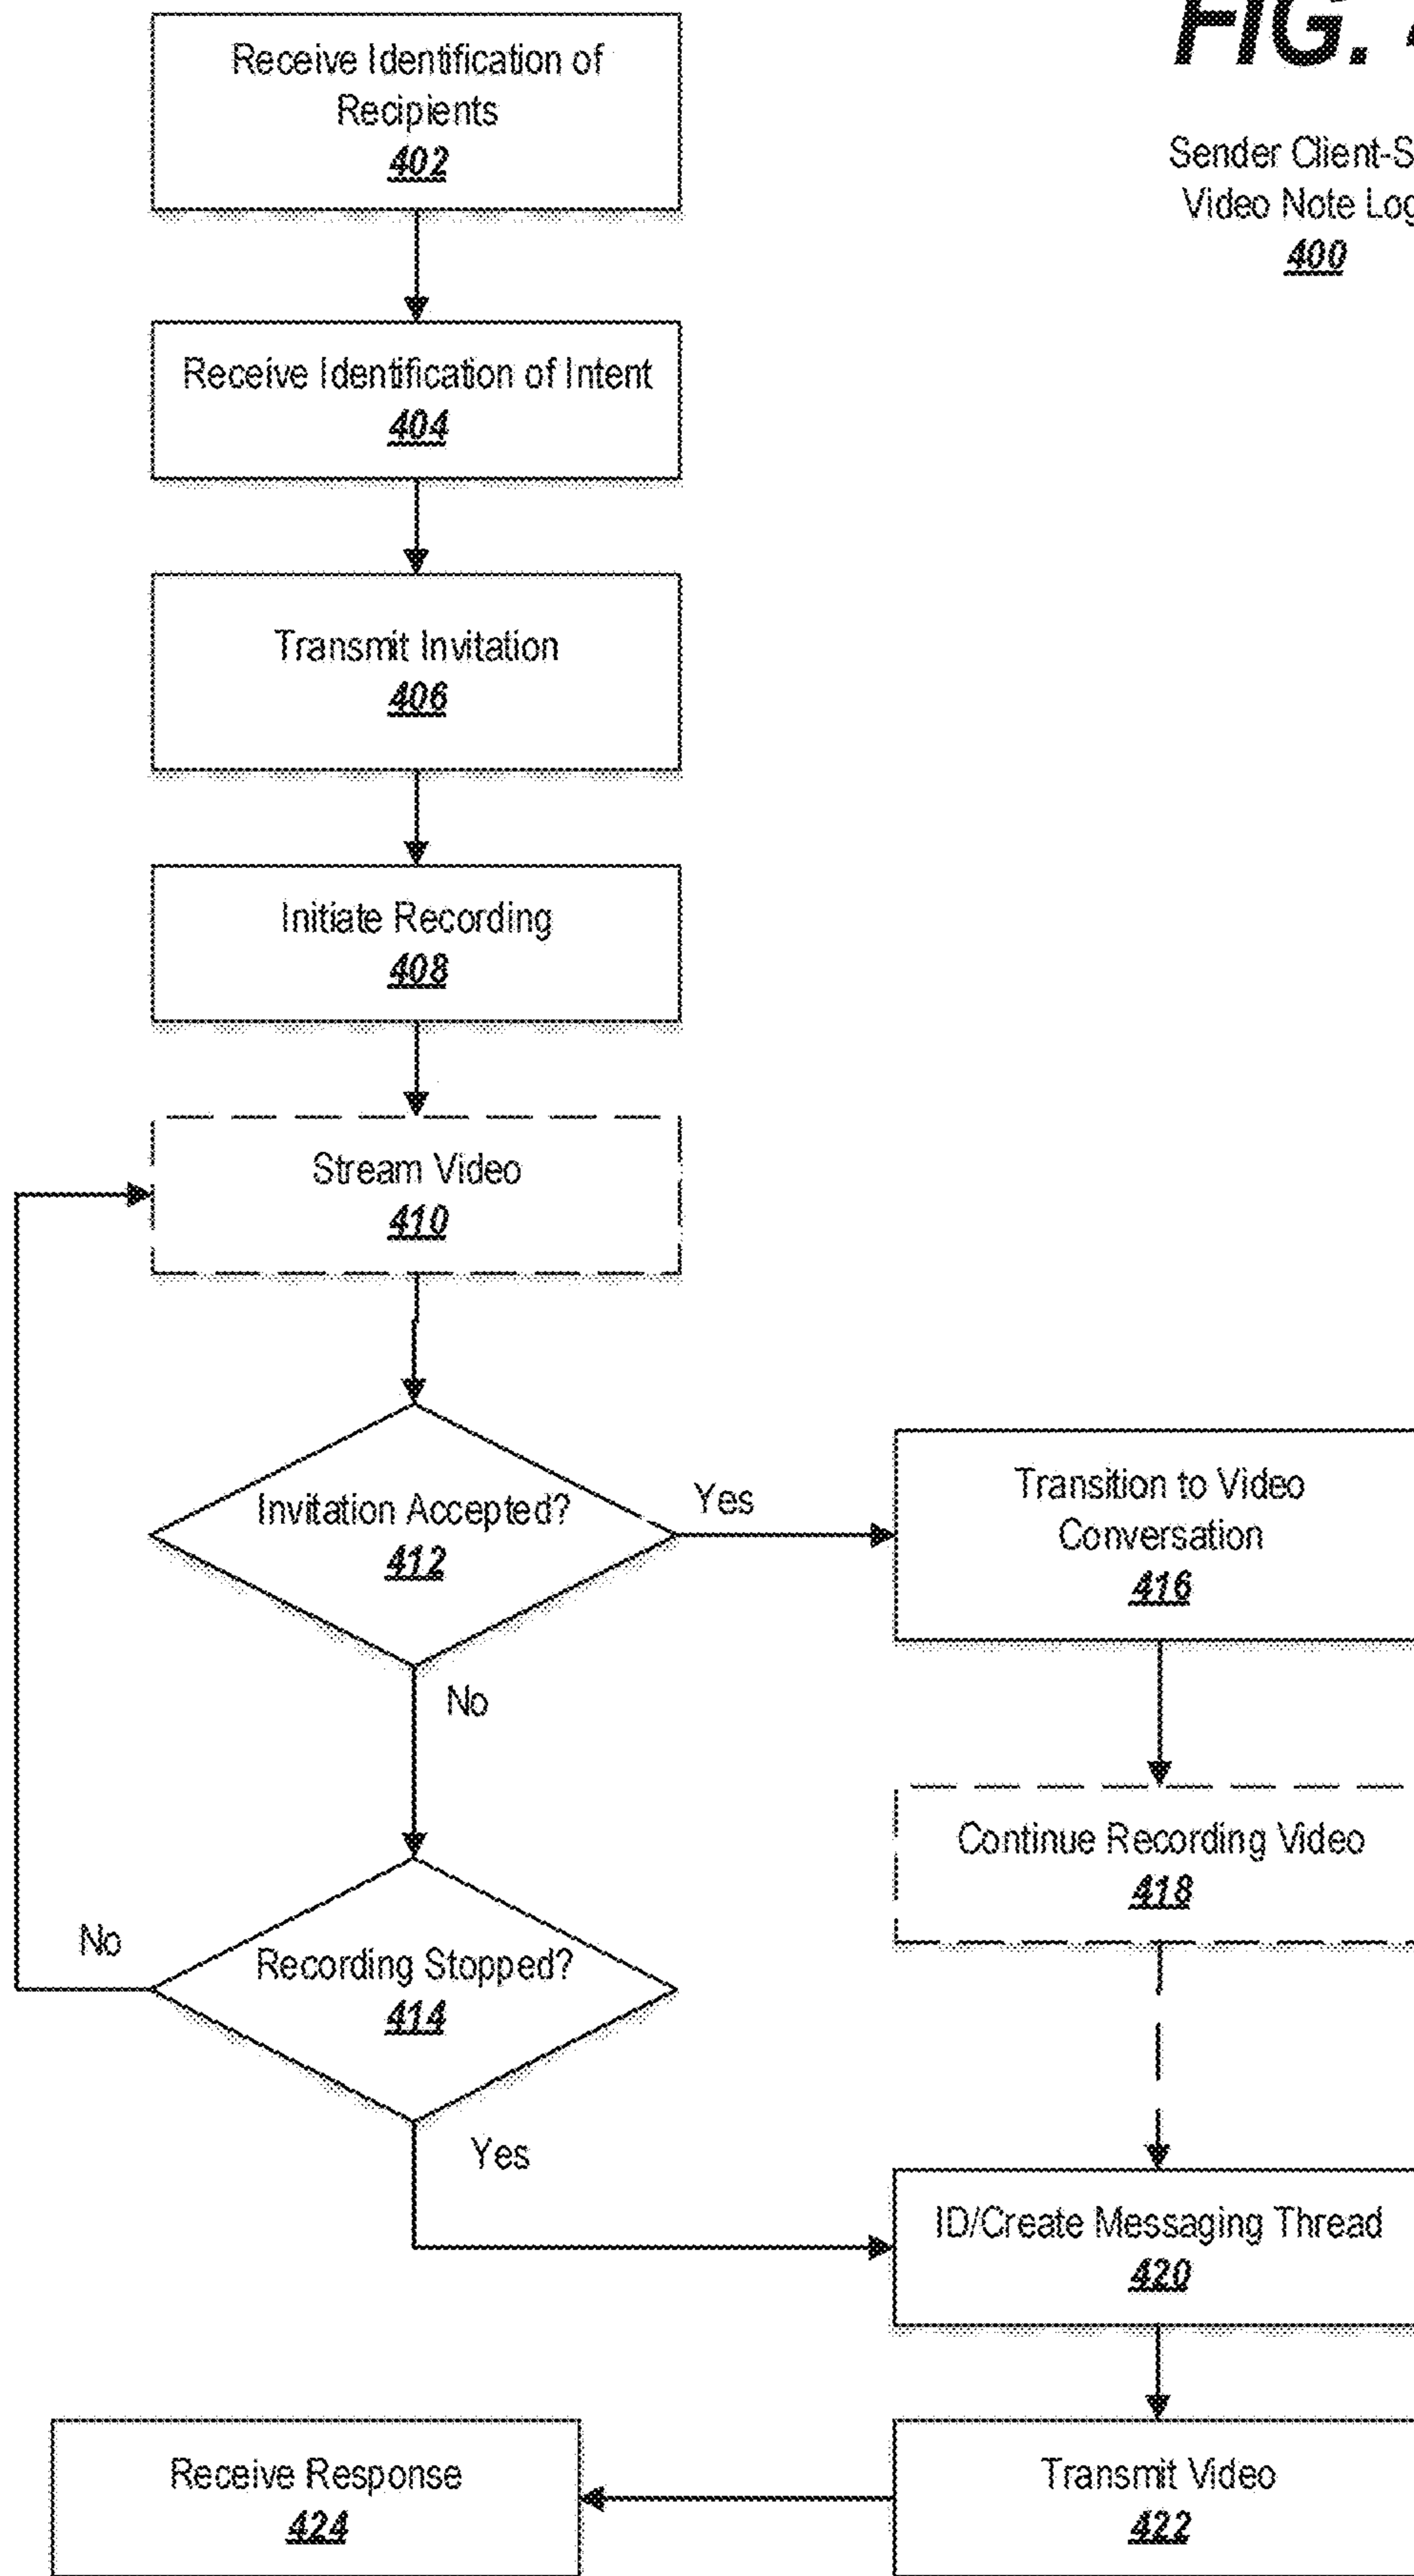 FIG.
Sender Client-S
Video Note Log
400
Receive Identification of
Recipients
402
Receive Identification of Intent
404
Transmit Invitation
406
Initiate Recording
408
Stream Video
410
Invitation Accepted?
412
Yes
No
Transition to Video
Conversation
416
Continue Recording Video
418
Recording Stopped?
414
No
Yes
ID/Create Messaging Thread
420
Transmit Video
422
Receive Response
424